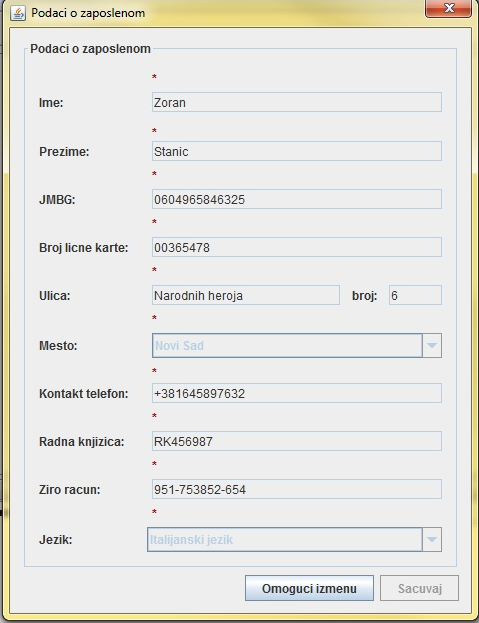 Podaci o zaposlenom
Podaci o zaposlenom
*
Ime: Zoran
*
Prezime: Stanic
*
JMBG: 0604965846325
*
Broj licne karte: 00365478
*
Ulica: Narodnih heroja broj: 6
*
Mesto: Novi Sad
*
Kontakt telefon: +381645897632
*
Radna knjizica: RK456987
*
Ziro racun: 951-753852-654
*
Jezik: Italijanski jezik
Omoguci izmenu Sacuvaj